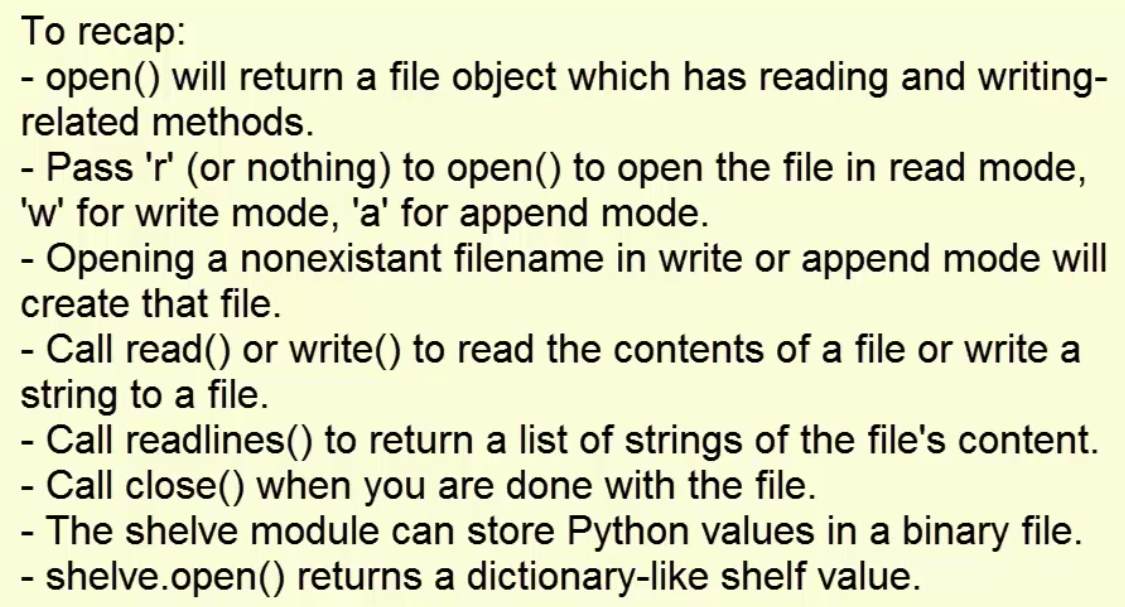 To recap:
- open() will return a file object which has reading and writing-
related methods.
- Pass 'r' (or nothing) to open() to open the file in read mode,
'w' for write mode, 'a' for append mode.
- Opening a nonexistant filename in write or append mode will
create that file.
- Call read() or write() to read the contents of a file or write a
string to a file.
- Call readlines() to return a list of strings of the file's content.
- Call close() when you are done with the file.
- The shelve module can store Python values in a binary file.
- shelve.open() returns a dictionary-like shelf value.